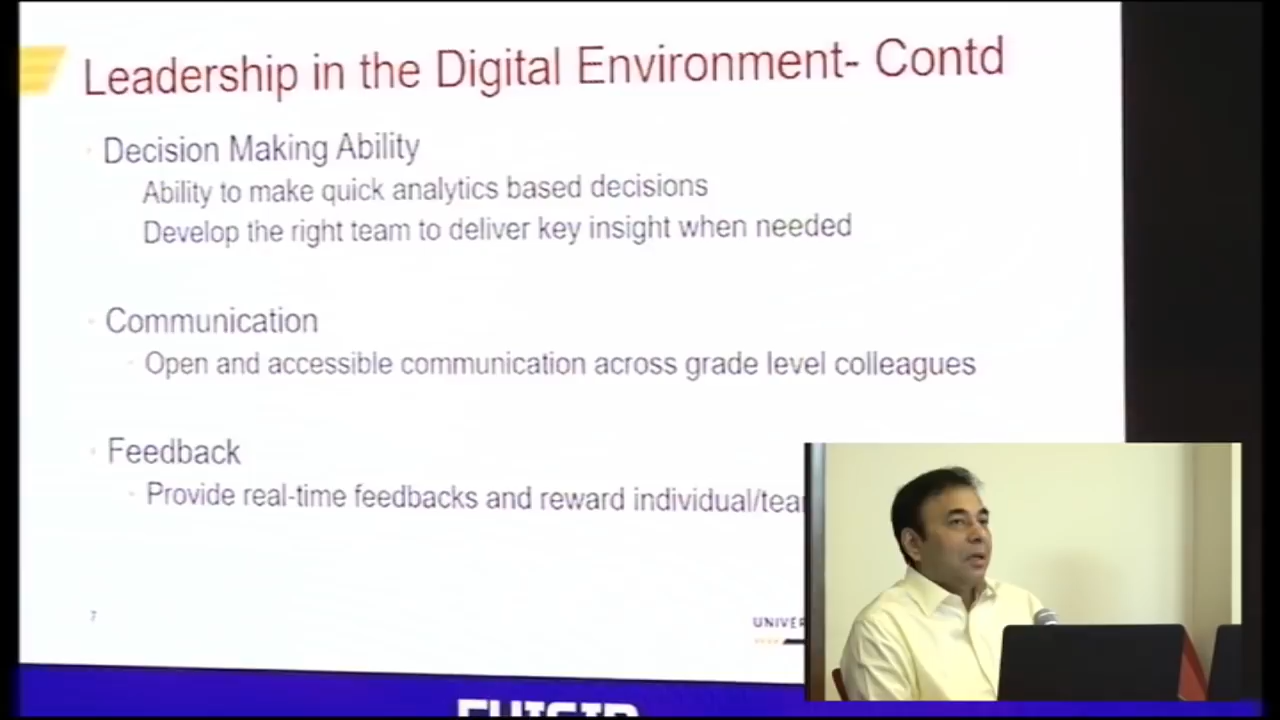 Leadership in the Digital Environment- Contd
Decision Making Ability
Ability to make quick analytics based decisions
Develop the right team to deliver key insight when needed
Communication
Open and accessible communication across grade level colleagues
Feedback
Provide real-time feedbacks and reward individual/tea
7
UNIVER